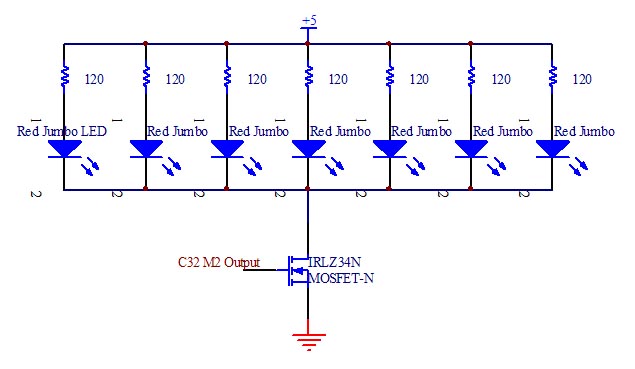 +5
120 120 120 120 120 120 120
1 1 1 1 1 1 1
Red Jumbo LED Red Jumbo Red Jumbo Red Jumbo Red Jumbo Red Jumbo Red Jumbo
2 2 2 2 2 2 2
C32 M2 Output IRLZ34N
MOSFET-N